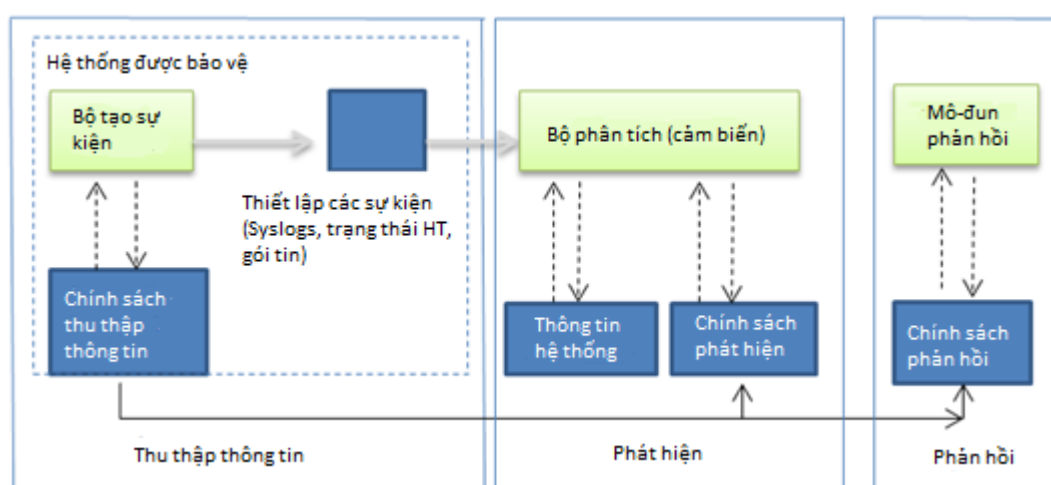 Hệ thống được bảo vệ
Bộ tạo sự
kiện
Thiết lập các sự kiện
(Syslogs, trạng thái HT,
gói tin)
Chính sách
thu thập
thông tin
Thu thập thông tin
Bộ phân tích (cảm biến)
Thông tin
hệ thống
Chính sách
phát hiện
Phát hiện
Mô-đun
phản hồi
Chính sách
phản hồi
Phản hồi